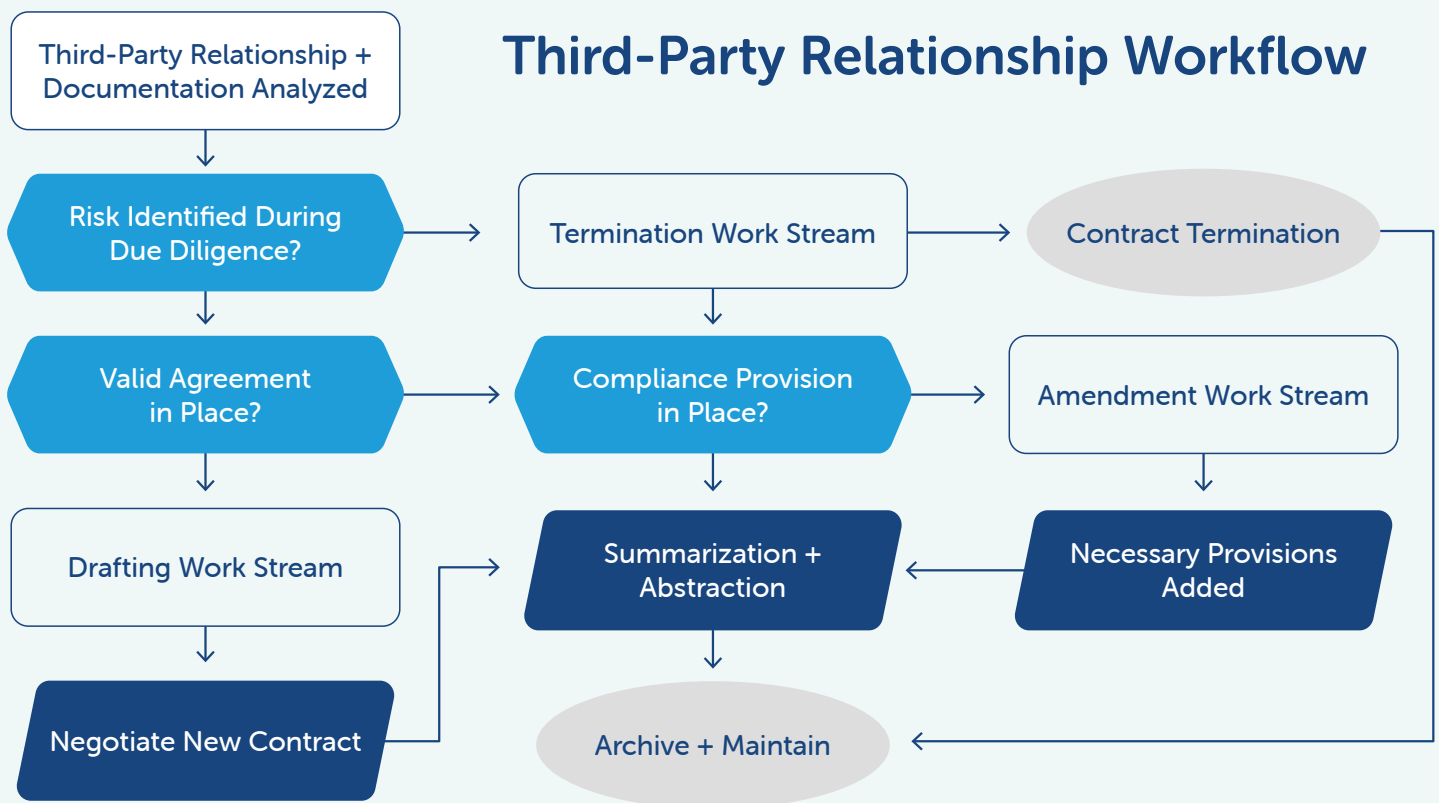 Third-Party Relationship Workflow
Third-Party Relationship +
Documentation Analyzed
Risk Identified During
Due Diligence?
Termination Work Stream
Contract Termination
Valid Agreement
in Place?
Compliance Provision
in Place?
Amendment Work Stream
Drafting Work Stream
Summarization +
Abstraction
Necessary Provisions
Added
Negotiate New Contract
Archive + Maintain